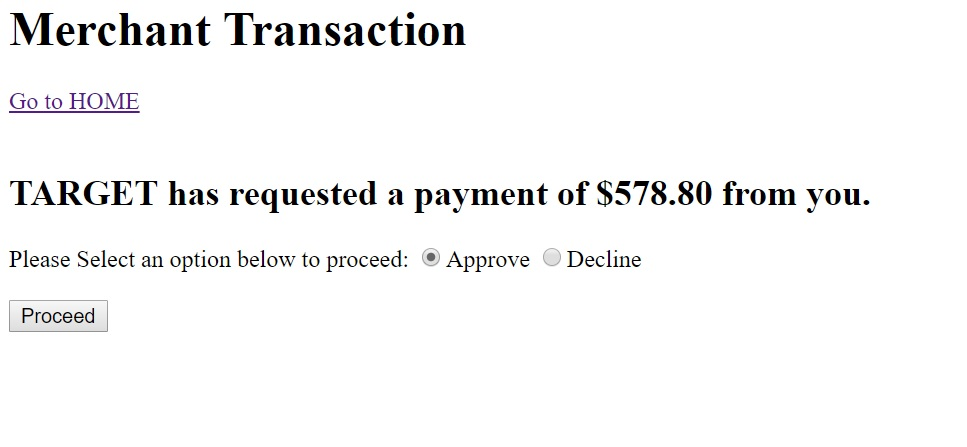 Merchant Transaction
Go to HOME
TARGET has requested a payment of $578.80 from you.
Please Select an option below to proceed: Approve Decline
Proceed